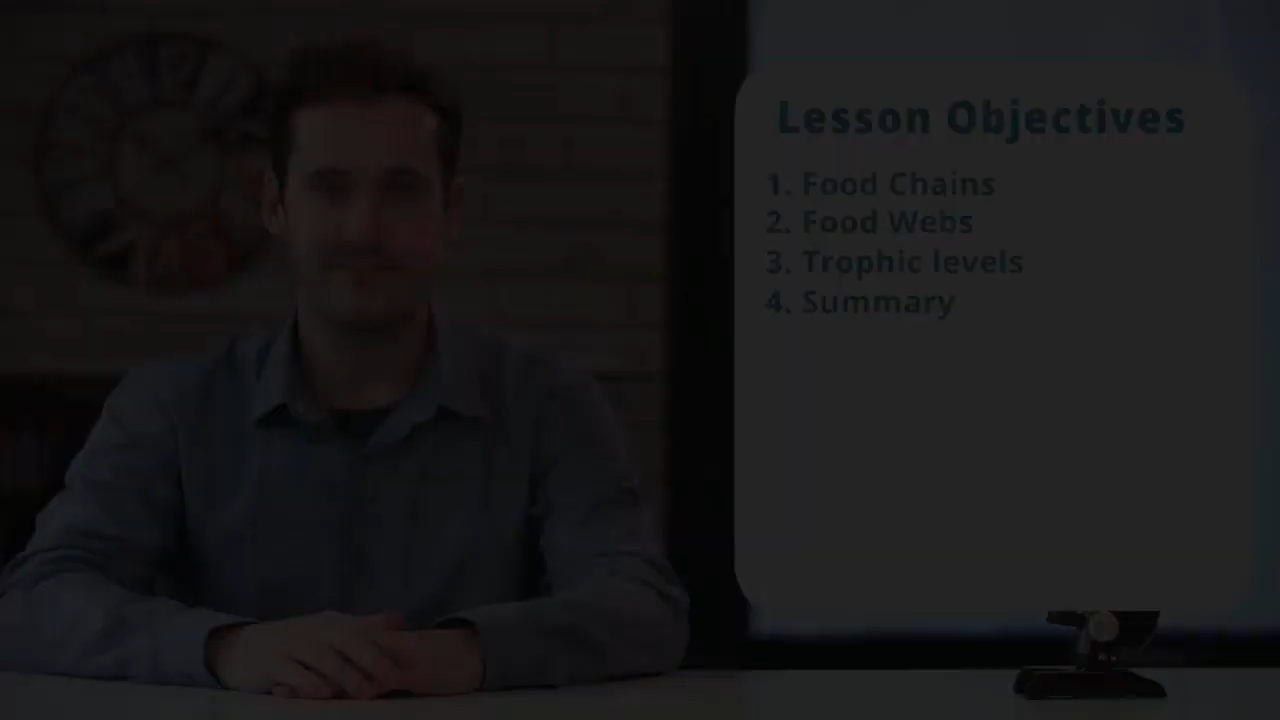 Lesson Objectives
1. Food Chains
2. Food Webs
3. Trophic levels
4. Summary